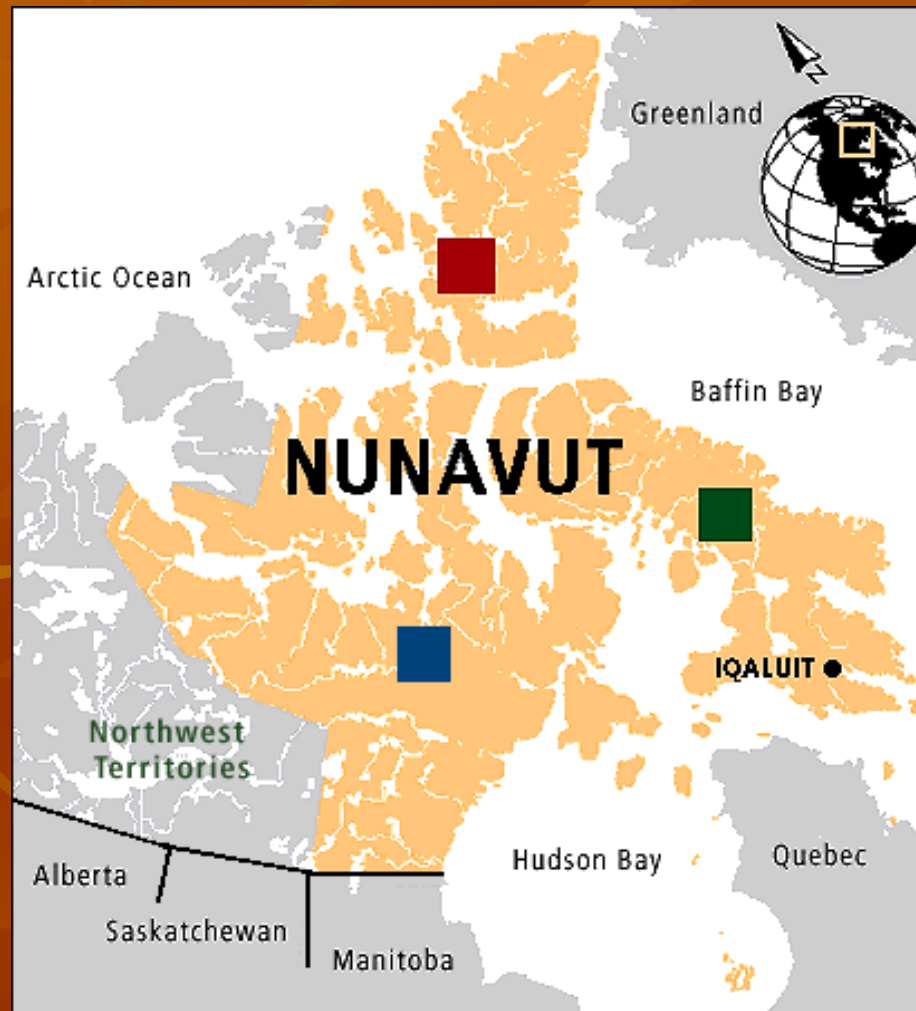 N
Greenland
Arctic Ocean
Baffin Bay
NUNAVUT
IQALUIT
Northwest
Territories
Hudson Bay
Quebec
Alberta
Saskatchewan
Manitoba